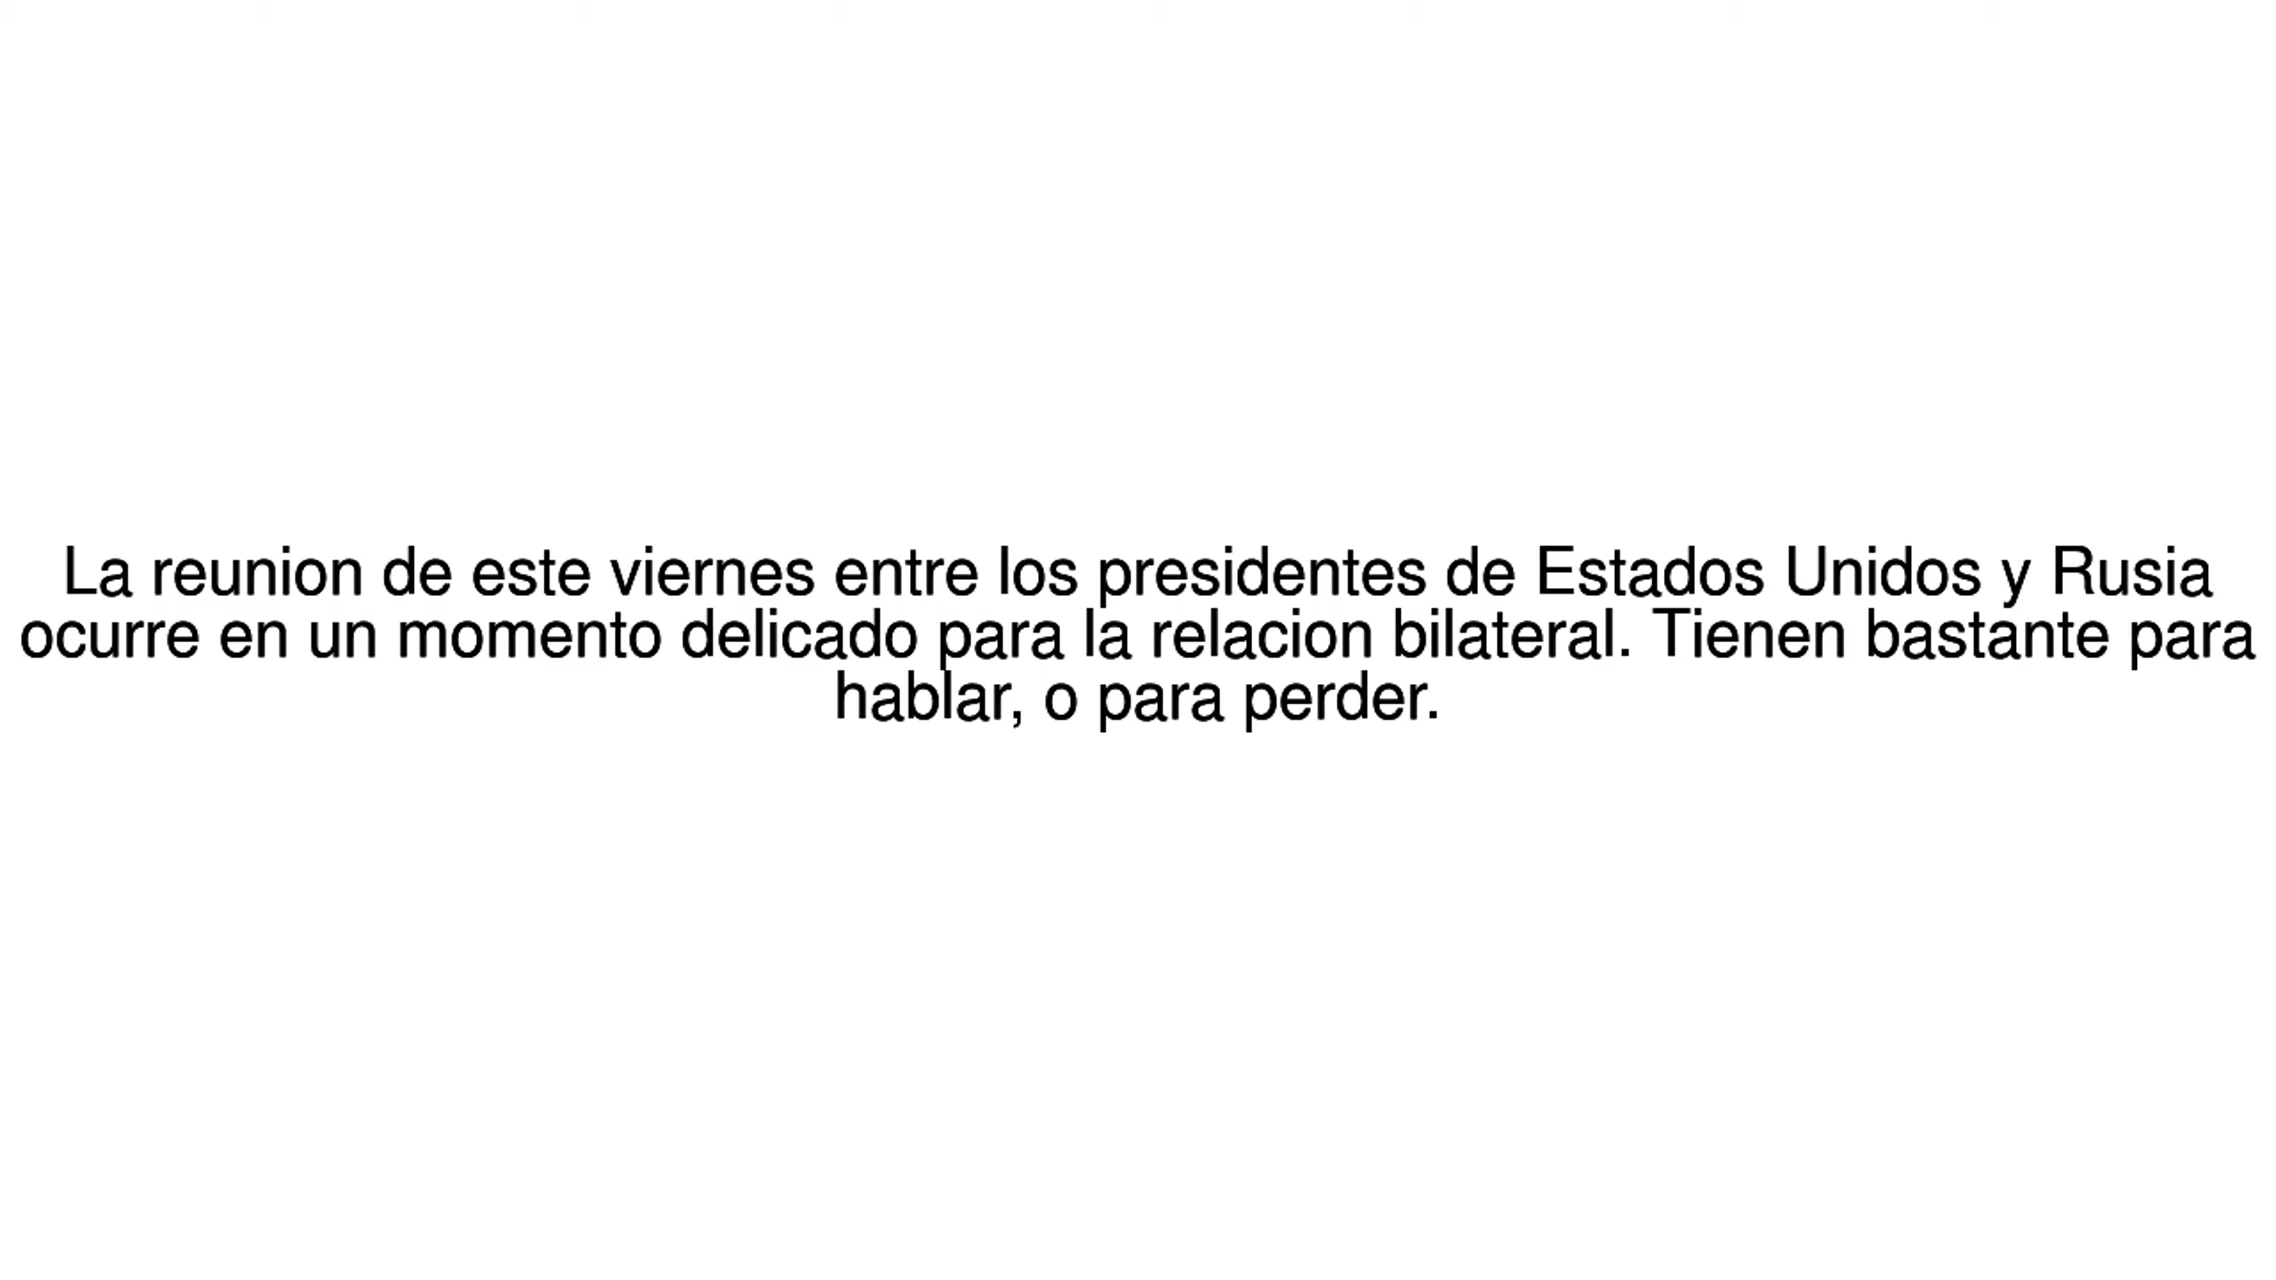 La reunion de este viernes entre los presidentes de Estados Unidos y Rusia
ocurre en un momento delicado para la relacion bilateral. Tienen bastante para
hablar, o para perder.